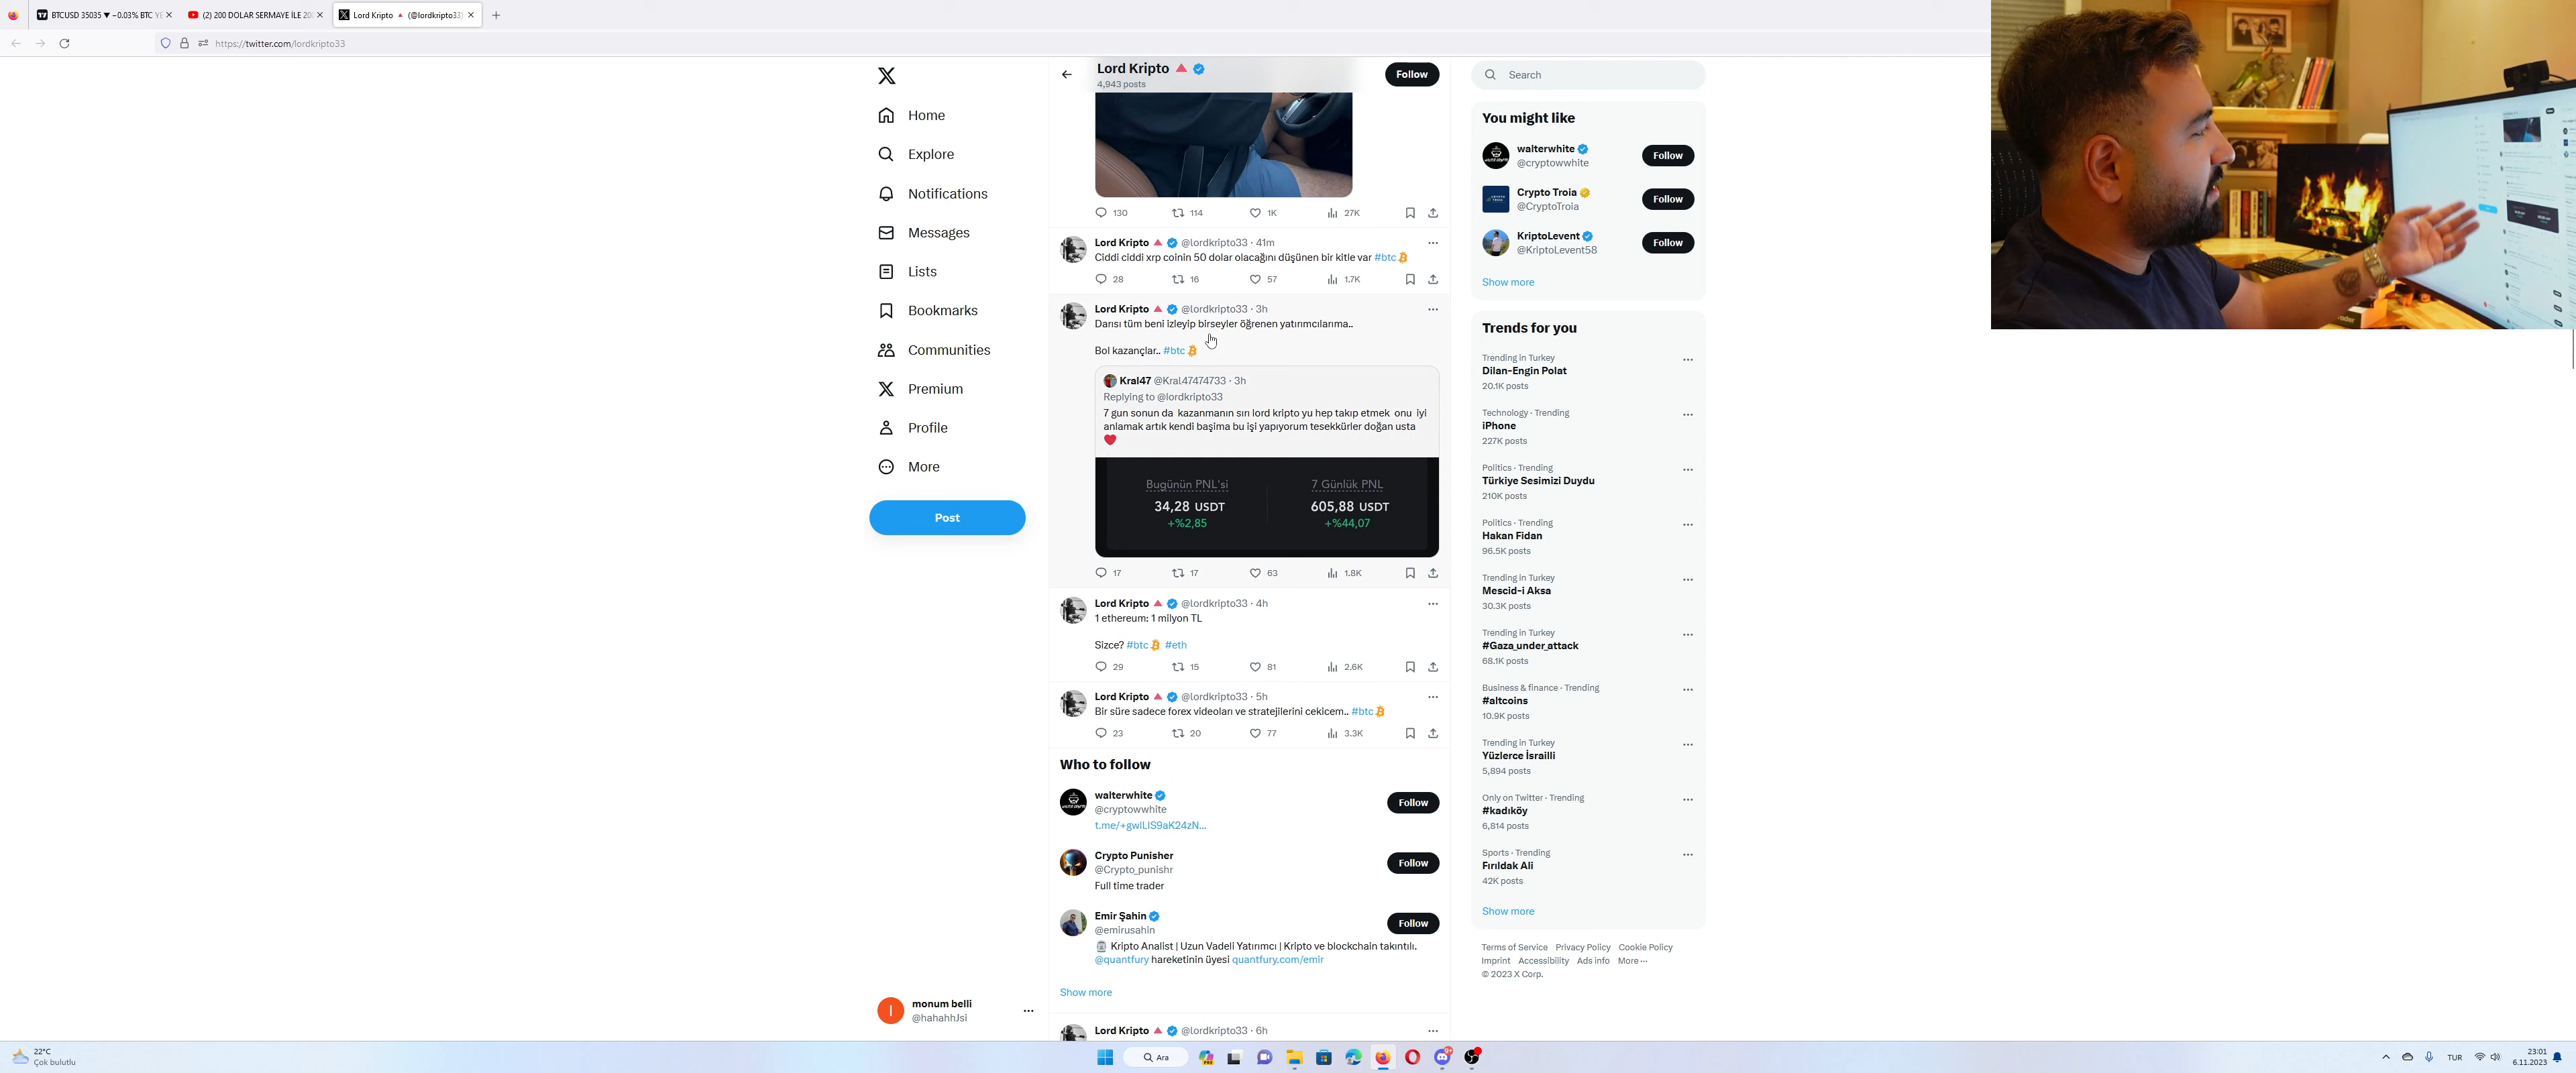 BTCUSD 35035 ▼ −0.03% BTC YE
(2) 200 DOLAR SERMAYE İLE 200
Lord Kripto 🔺 (@lordkripto33)
https://twitter.com/lordkripto33
Home
Explore
Notifications
Messages
Lists
Bookmarks
Communities
Premium
Profile
More
Post
monum belli
@hahahhJsi
Lord Kripto 🔺
4,943 posts
Follow
130 114 1K 27K
Lord Kripto 🔺 @lordkripto33 · 41m
Ciddi ciddi xrp coinin 50 dolar olacağını düşünen bir kitle var #btc
28 16 57 1.7K
Lord Kripto 🔺 @lordkripto33 · 3h
Darısı tüm beni izleyip birşeyler öğrenen yatırımcılarıma..
Bol kazançlar.. #btc
Kral47 @Kral47474733 · 3h
Replying to @lordkripto33
7 gun sonun da kazanmanın sırı lord kripto yu hep takıp etmek onu iyi
anlamak artık kendi başima bu işi yapıyorum tesekkürler doğan usta
❤️
Bugünün PNL'si 7 Günlük PNL
34,28 USDT 605,88 USDT
+%2,85 +%44,07
17 17 63 1.8K
Lord Kripto 🔺 @lordkripto33 · 4h
1 ethereum: 1 milyon TL
Sizce? #btc #eth
29 15 81 2.6K
Lord Kripto 🔺 @lordkripto33 · 5h
Bir süre sadece forex videoları ve stratejilerini cekicem.. #btc
23 20 77 3.3K
Who to follow
walterwhite
@cryptowwhite
Follow
Crypto Punisher
@Crypto_punishr
Follow
Full time trader
Emir Şahin
@emirusahin
Follow
Kripto Analist | Uzun Vadeli Yatırımcı | Kripto ve blockchain takıntılı.
@quantfury hareketinin üyesi quantfury.com/emir
Show more
Lord Kripto 🔺 @lordkripto33 · 6h
Search
You might like
walterwhite
@cryptowwhite
Follow
Crypto Troia
@CryptoTroia
Follow
KriptoLevent
@KriptoLevent58
Follow
Show more
Trends for you
Trending in Turkey
Dilan-Engin Polat
20.1K posts
Technology · Trending
iPhone
227K posts
Politics · Trending
Türkiye Sesimizi Duydu
210K posts
Politics · Trending
Hakan Fidan
96.5K posts
Trending in Turkey
Mescid-i Aksa
30.3K posts
Trending in Turkey
#Gaza_under_attack
68.1K posts
Business & finance · Trending
#altcoins
10.9K posts
Trending in Turkey
Yüzlerce İsrailli
5,894 posts
Only on Twitter · Trending
#kadıköy
6,814 posts
Sports · Trending
Fırıldak Ali
42K posts
Show more
Terms of Service Privacy Policy Cookie Policy
Imprint Accessibility Ads info More ···
© 2023 X Corp.
22°C
Çok bulutlu
Ara
TUR
23:01
6.11.2023